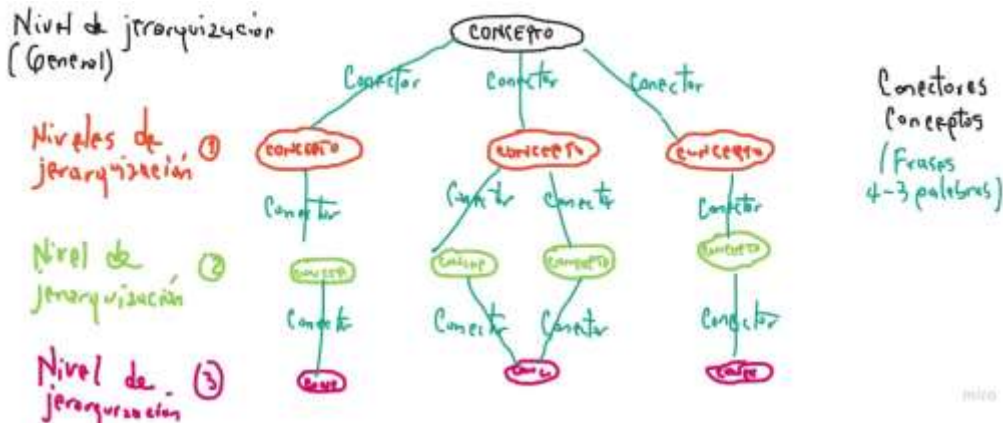 Nivel de jerarquización
(General)
CONCEPTO
Conector Conector Conector
Conectores
Conceptos
(Frases
4-3 palabras)
Niveles de
jerarquización ①
CONCEPTO CONCEPTO CONCEPTO
Conector Conector Conector Conector
Nivel de
jerarquización ②
CONCEPTO CONCEPTO
Conector Conector Conector Conector
Nivel de
jerarquización ③
miro